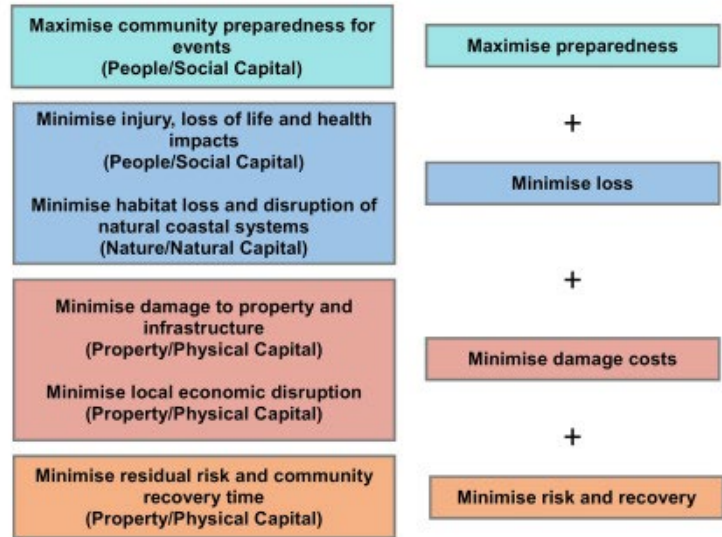 Maximise community preparedness for
events
(People/Social Capital)
Maximise preparedness
+
Minimise injury, loss of life and health
impacts
(People/Social Capital)
Minimise habitat loss and disruption of
natural coastal systems
(Nature/Natural Capital)
Minimise loss
+
Minimise damage to property and
infrastructure
(Property/Physical Capital)
Minimise local economic disruption
(Property/Physical Capital)
Minimise damage costs
+
Minimise residual risk and community
recovery time
(Property/Physical Capital)
Minimise risk and recovery